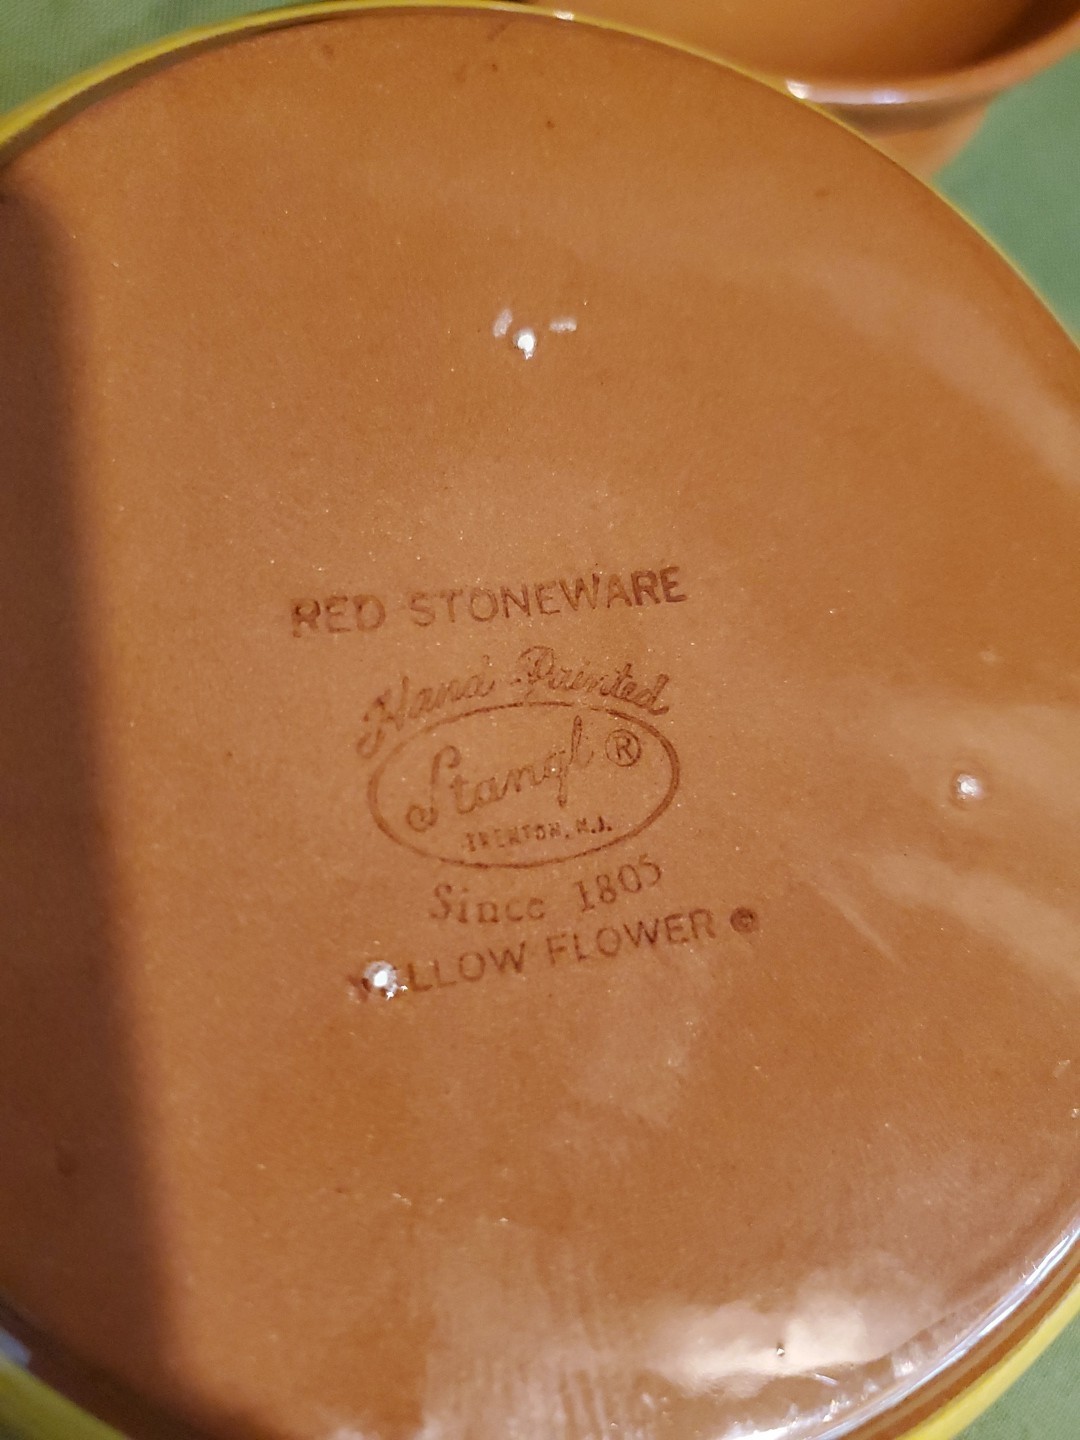 RED STONEWARE
Hand-Painted
Stangl ®
TRENTON, N.J.
Since 1805
YELLOW FLOWER ©